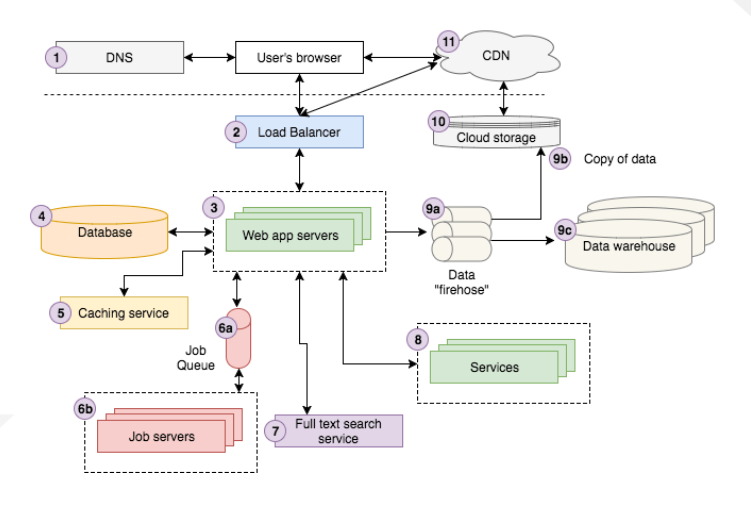 1
DNS
User's browser
11
CDN
2
Load Balancer
10
Cloud storage
9b
Copy of data
3
Web app servers
4
Database
9a
Data
"firehose"
9c
Data warehouse
5
Caching service
6a
Job
Queue
8
Services
6b
Job servers
7
Full text search
service